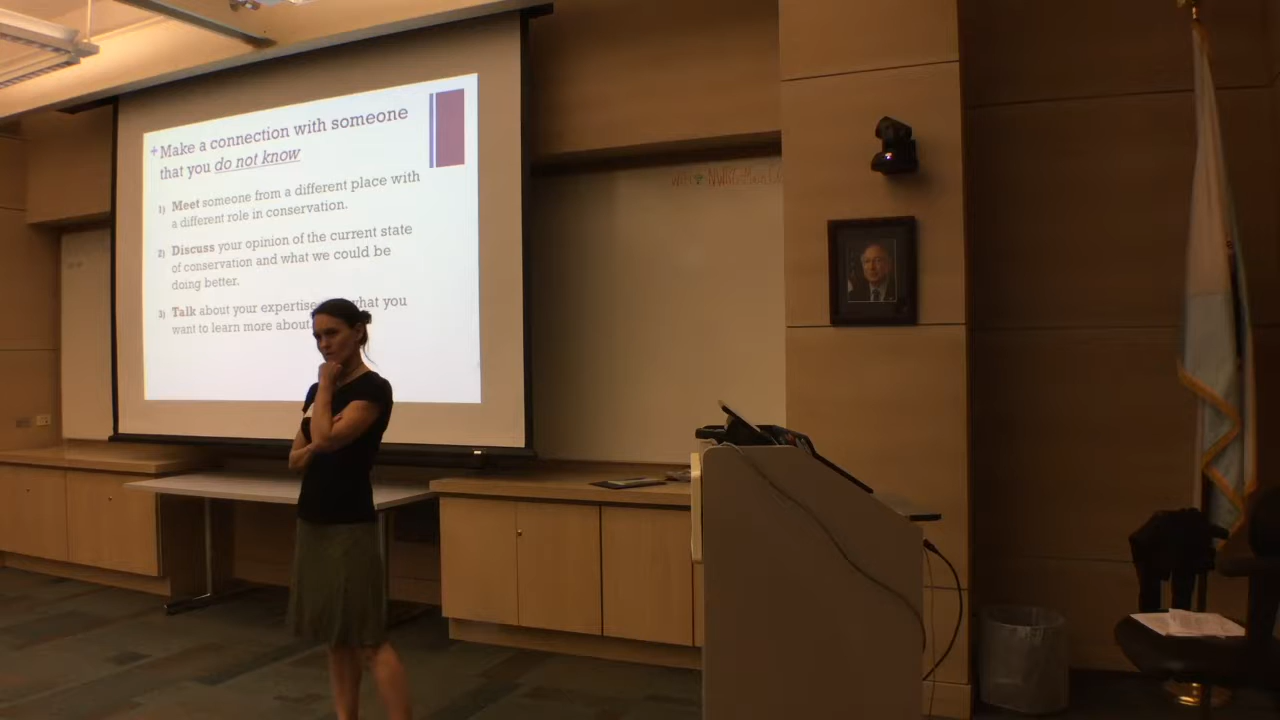 Make a connection with someone
that you do not know
1) Meet someone from a different place with
a different role in conservation.
2) Discuss your opinion of the current state
of conservation and what we could be
doing better.
3) Talk about your expertise what you
want to learn more about.